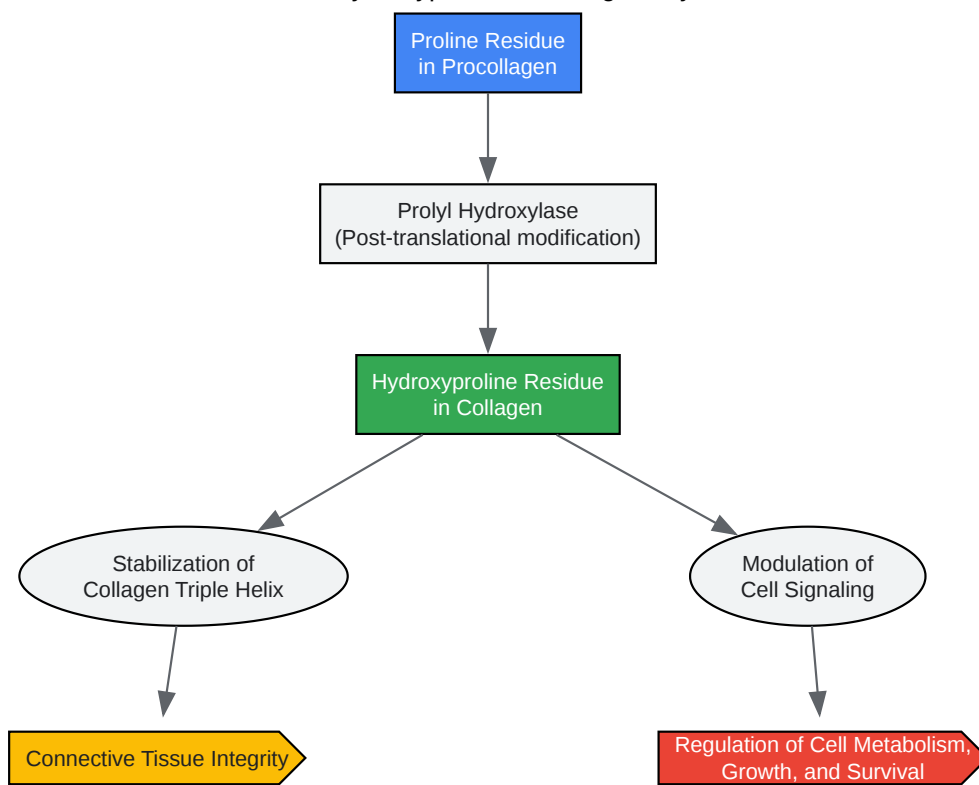 Proline Residue
in Procollagen
Prolyl Hydroxylase
(Post-translational modification)
Hydroxyproline Residue
in Collagen
Stabilization of
Collagen Triple Helix
Modulation of
Cell Signaling
Connective Tissue Integrity
Regulation of Cell Metabolism,
Growth, and Survival